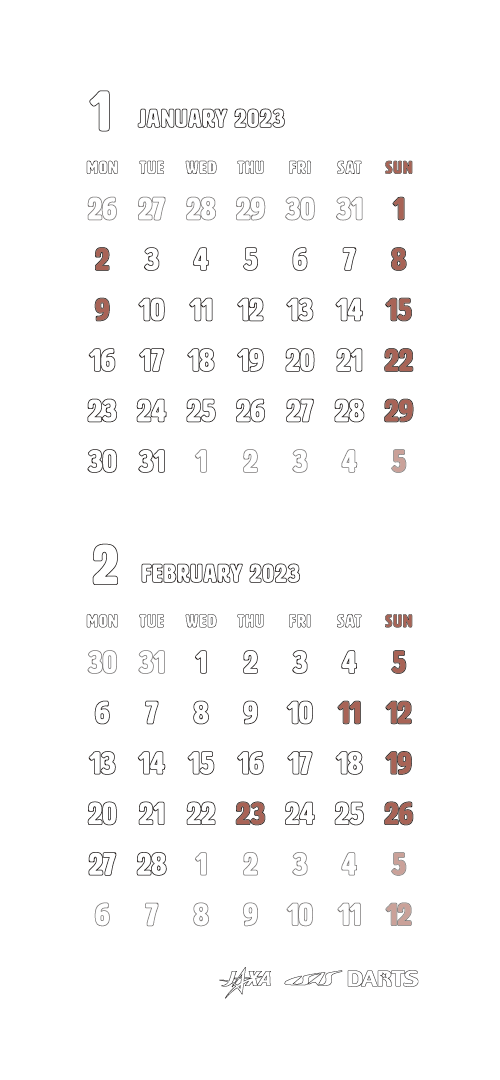 1 JANUARY 2023
MON TUE WED THU FRI SAT SUN
26 27 28 29 30 31 1
2 3 4 5 6 7 8
9 10 11 12 13 14 15
16 17 18 19 20 21 22
23 24 25 26 27 28 29
30 31 1 2 3 4 5
2 FEBRUARY 2023
MON TUE WED THU FRI SAT SUN
30 31 1 2 3 4 5
6 7 8 9 10 11 12
13 14 15 16 17 18 19
20 21 22 23 24 25 26
27 28 1 2 3 4 5
6 7 8 9 10 11 12
JAXA ISAS DARTS